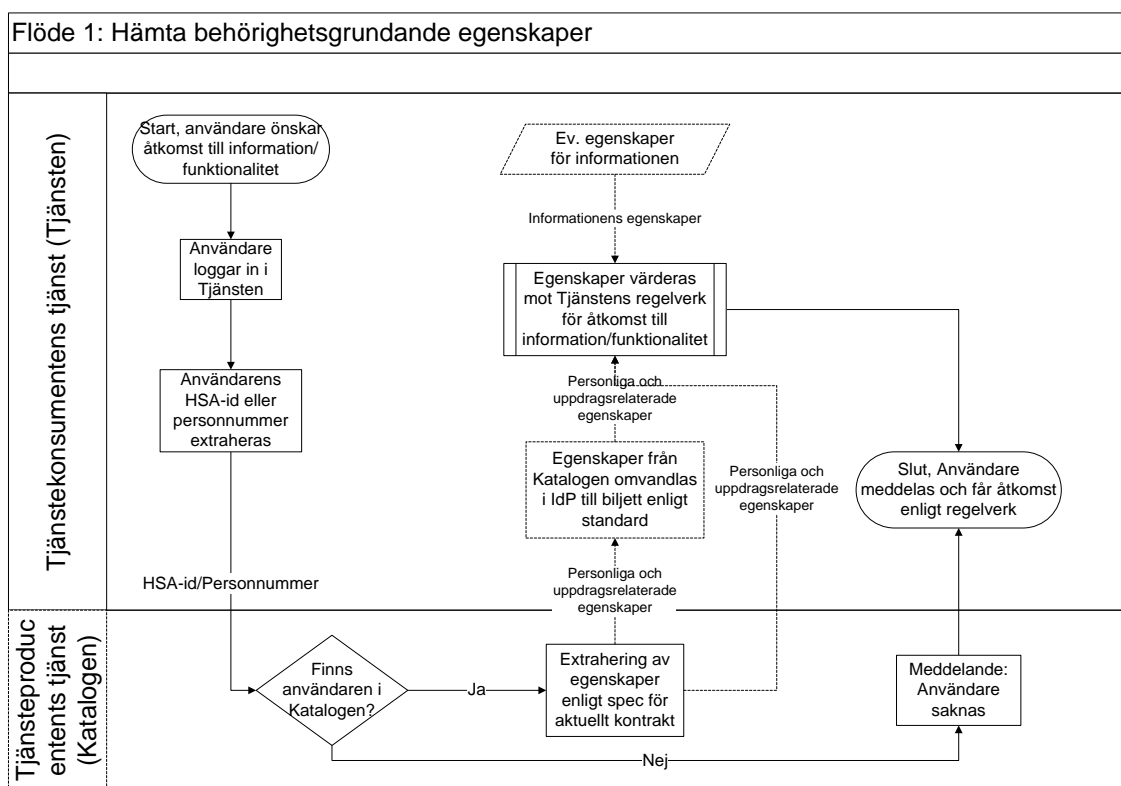 Flöde 1: Hämta behörighetsgrundande egenskaper
Tjänstekonsumentens tjänst (Tjänsten)
Start, användare önskar
åtkomst till information/
funktionalitet
Användare
loggar in i
Tjänsten
Användarens
HSA-id eller
personnummer
extraheras
HSA-id/Personnummer
Ev. egenskaper
för informationen
Informationens egenskaper
Egenskaper värderas
mot Tjänstens regelverk
för åtkomst till
information/funktionalitet
Personliga och
uppdragsrelaterade
egenskaper
Egenskaper från
Katalogen omvandlas
i IdP till biljett enligt
standard
Personliga och
uppdragsrelaterade
egenskaper
Personliga och
uppdragsrelaterade
egenskaper
Slut, Användare
meddelas och får åtkomst
enligt regelverk
Tjänsteproduc
entents tjänst
(Katalogen)
Finns
användaren i
Katalogen?
Ja
Extrahering av
egenskaper
enligt spec för
aktuellt kontrakt
Meddelande:
Användare
saknas
Nej